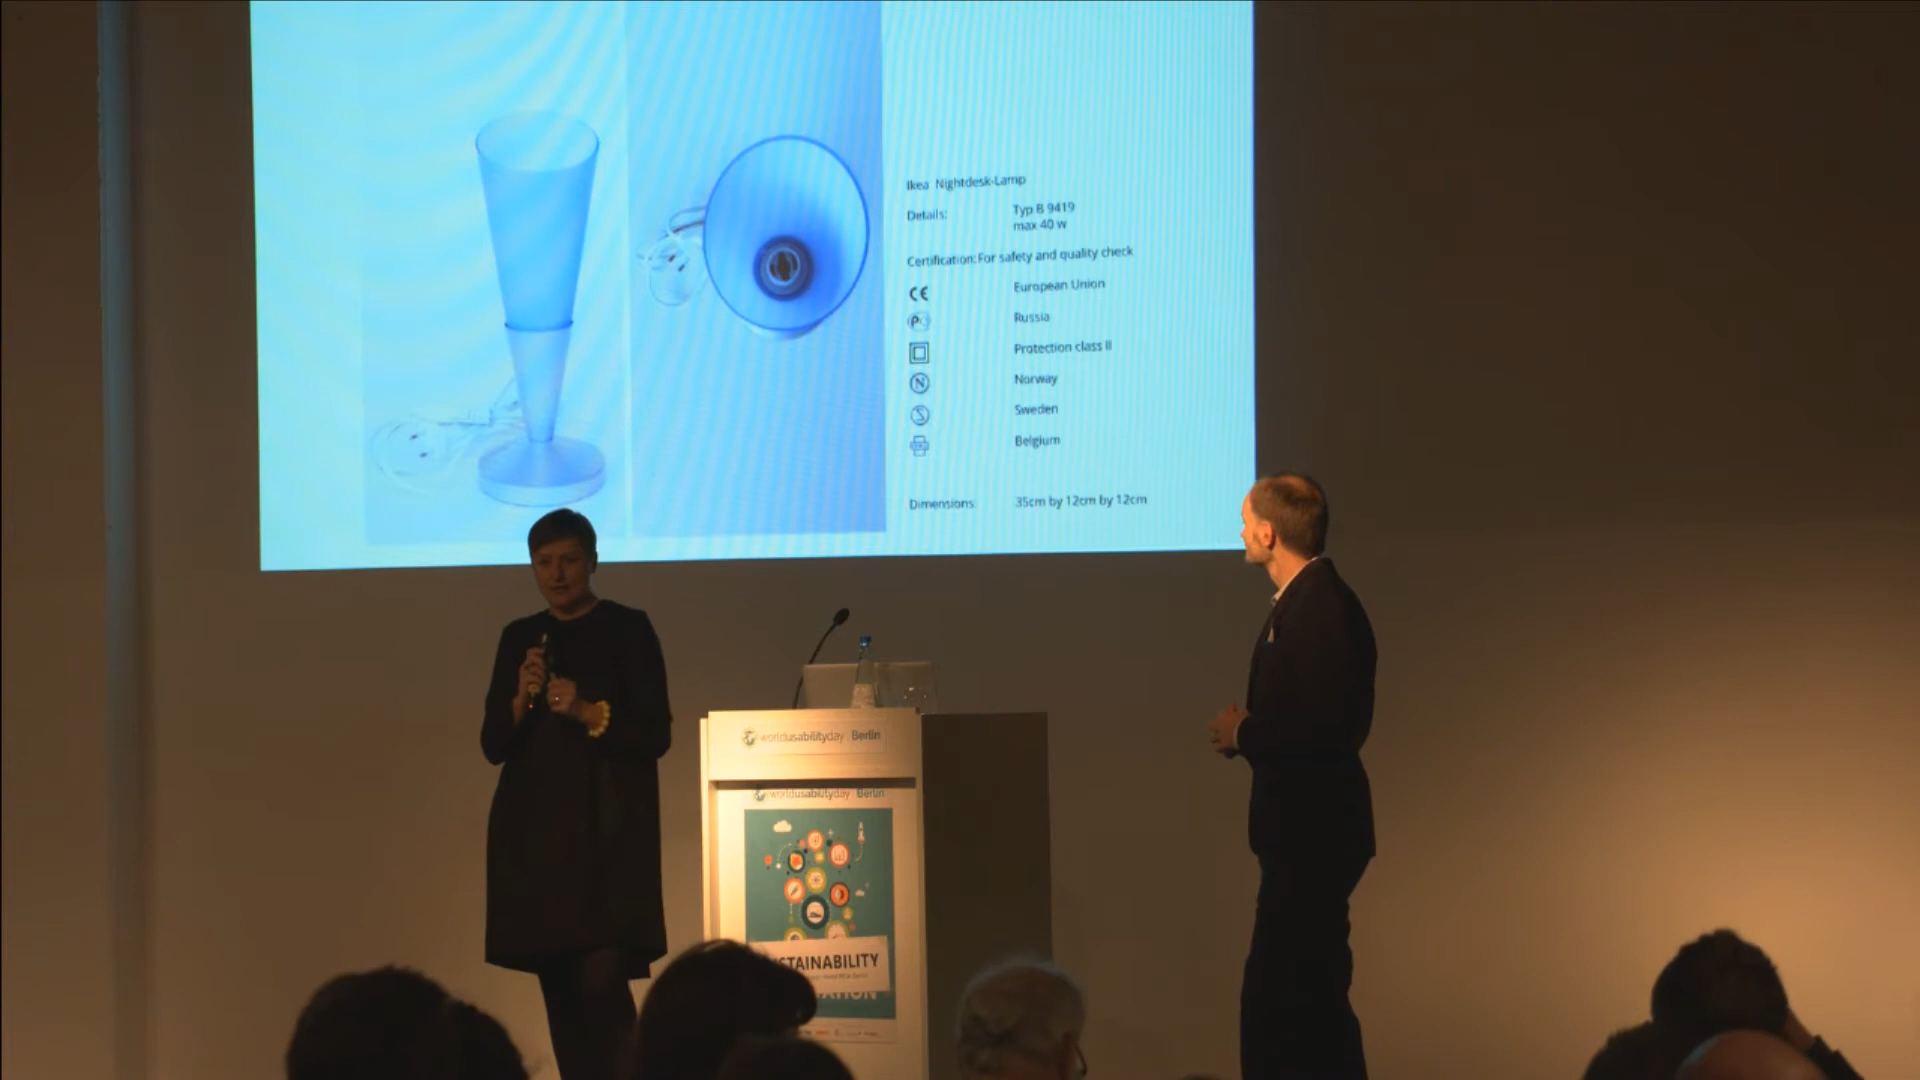 Ikea Nightdesk-Lamp
Details: Typ B 9419
max 40 w
Certification: For safety and quality check
CE European Union
Russia
Protection class II
N Norway
S Sweden
Belgium
Dimensions: 35cm by 12cm by 12cm
worldusabilityday . Berlin
worldusabilityday . Berlin
STAINABILITY